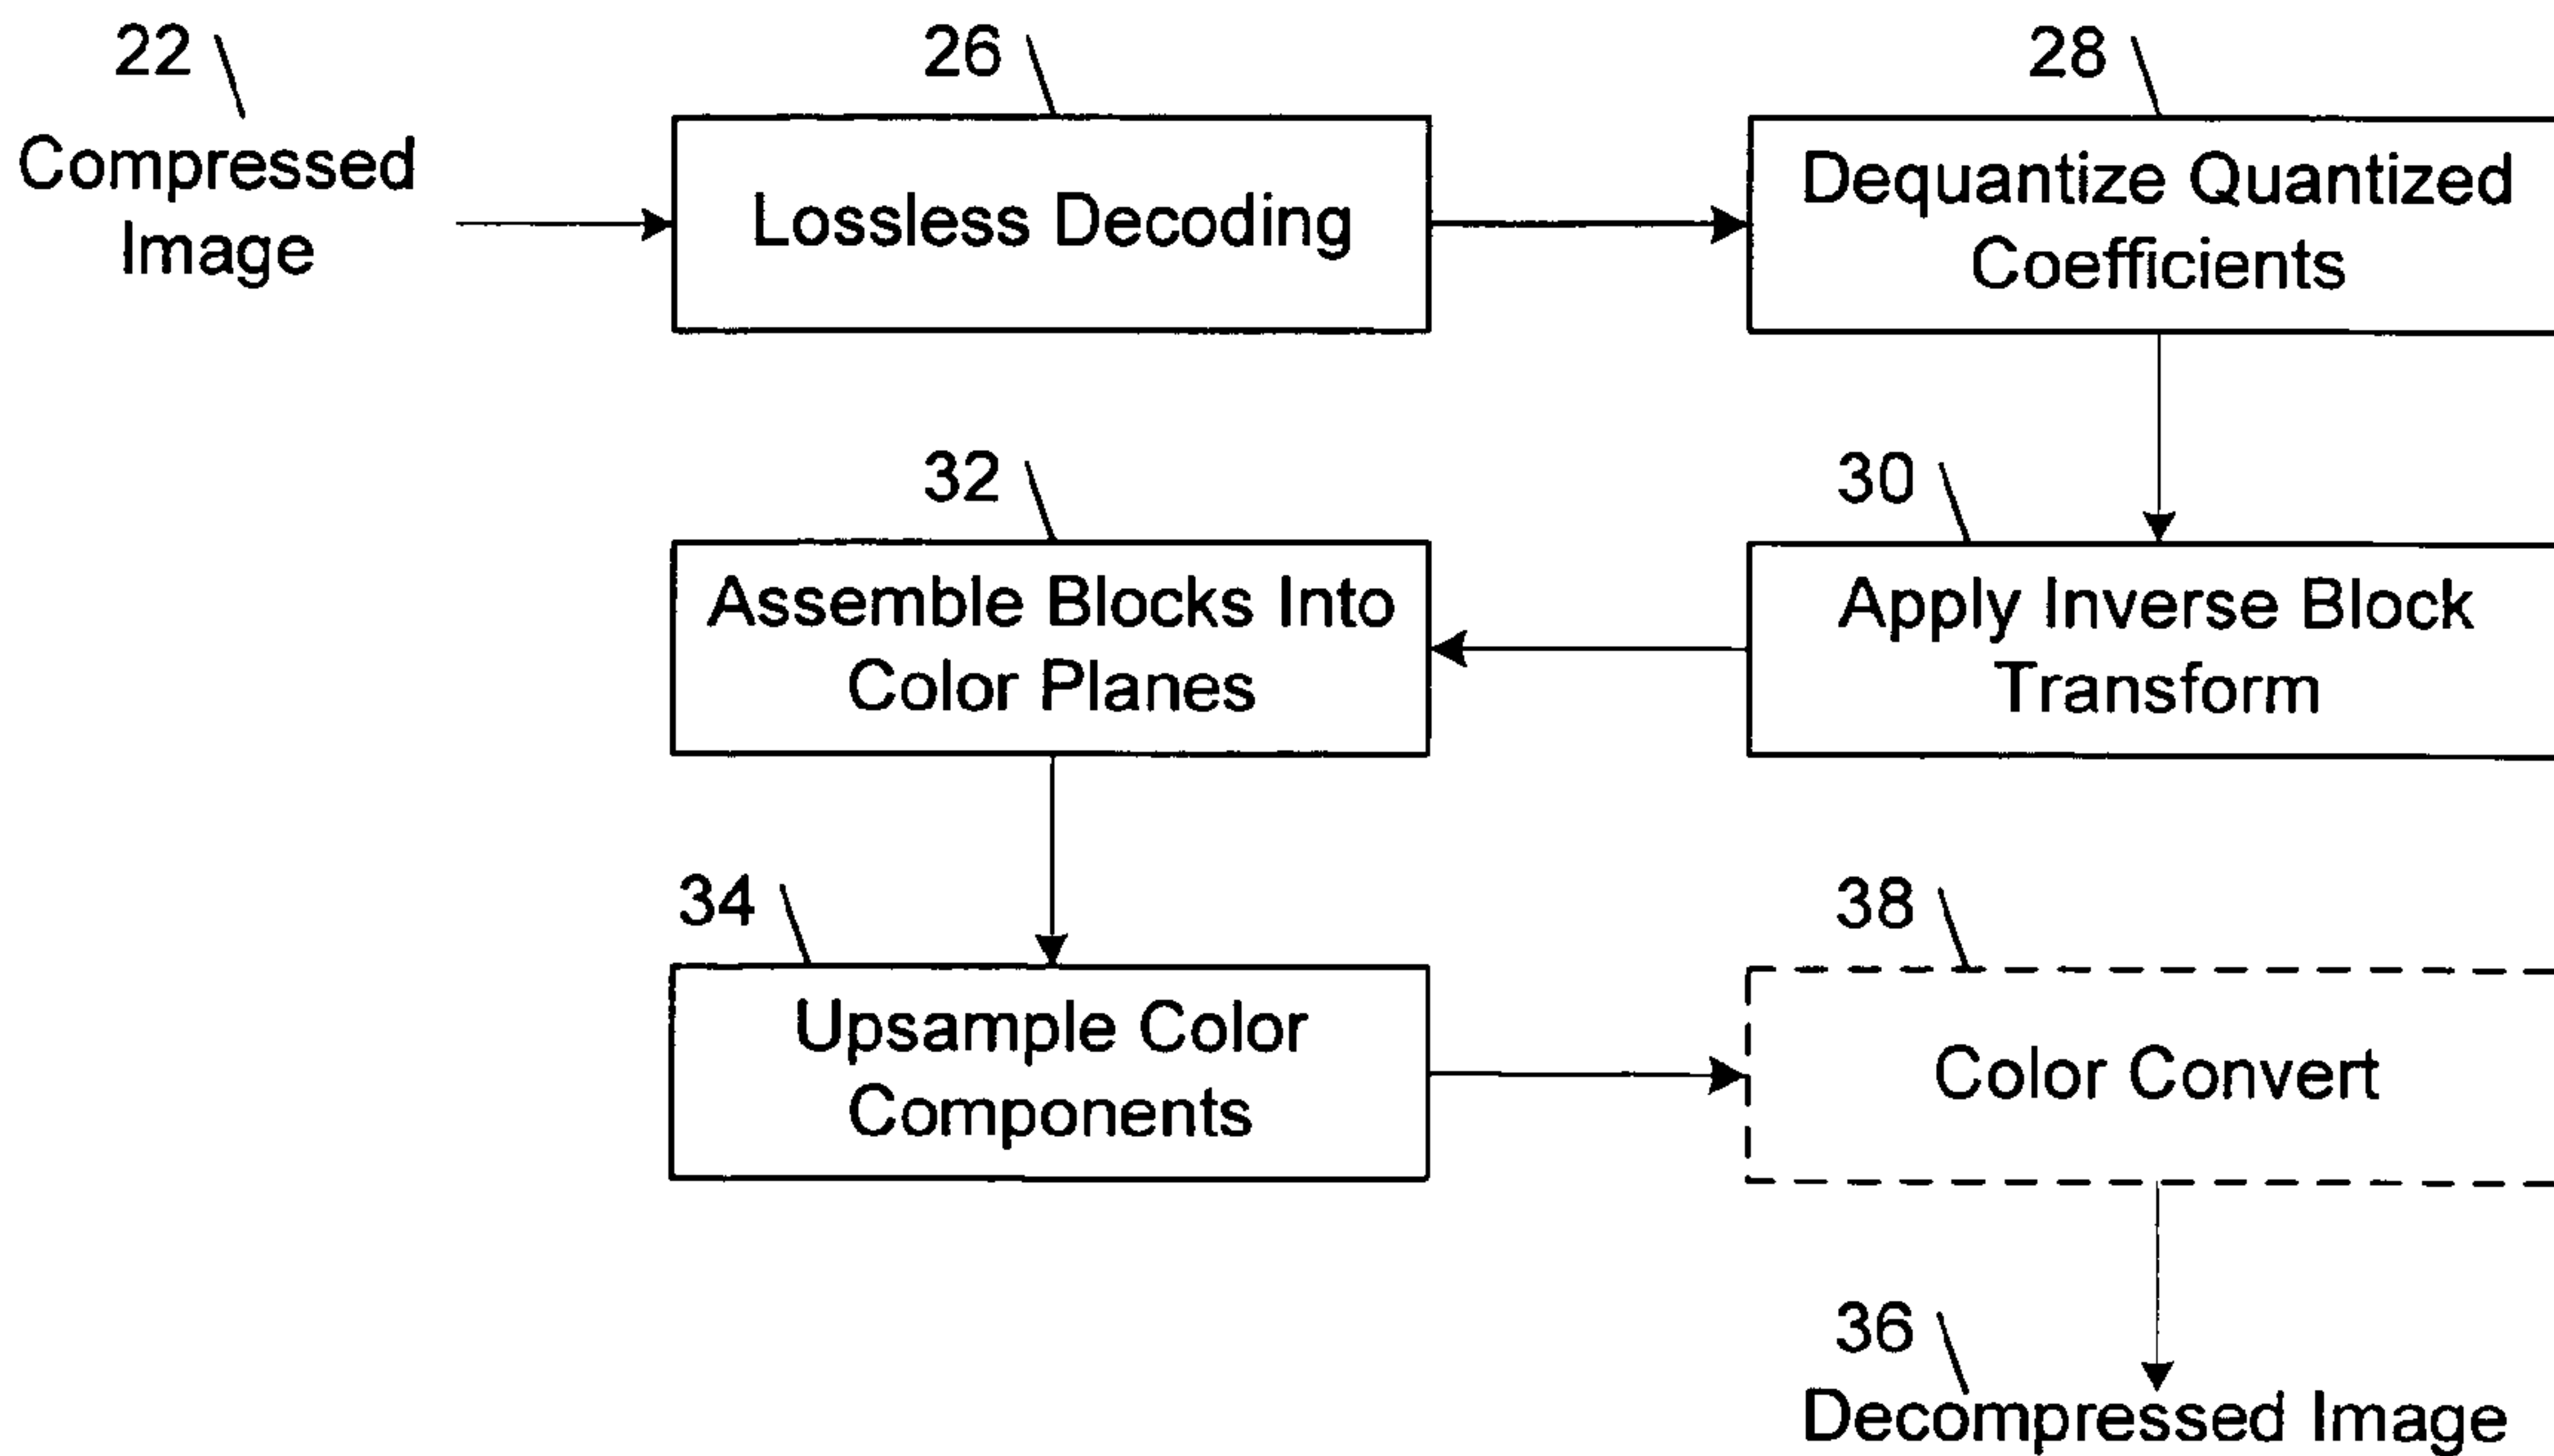 22
Compressed
Image
26
Lossless Decoding
28
Dequantize Quantized
Coefficients
30
Apply Inverse Block
Transform
32
Assemble Blocks Into
Color Planes
34
Upsample Color
Components
38
Color Convert
36
Decompressed Image